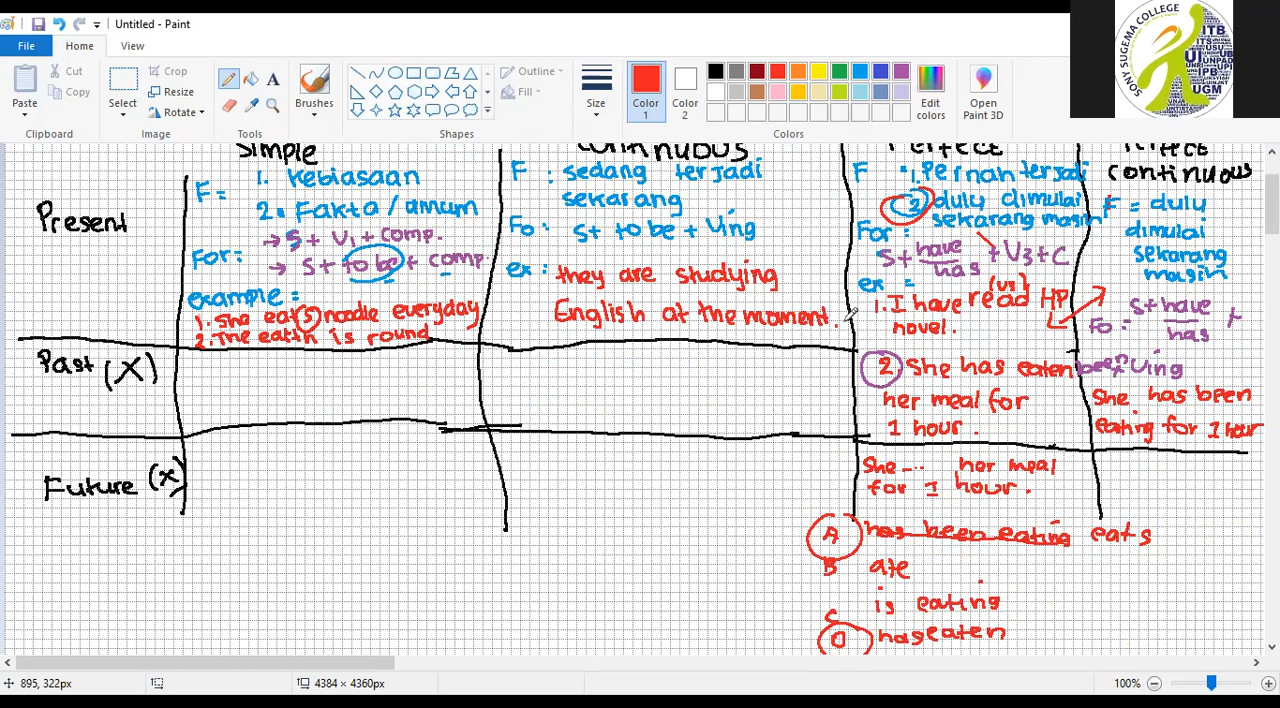 Untitled - Paint
File
Home
View
Paste
Cut
Copy
Clipboard
Select
Crop
Resize
Rotate
Image
Tools
Brushes
Outline
Fill
Shapes
Size
Color
1
Color
2
Edit
colors
Colors
Open
Paint 3D
SONY SUGEMA COLLEGE
ITB
UI
UNPAD
IPB
UGM
Simple
Continuous
Perfect
Perfect
continuous
Present
F=
1. Kebiasaan
2. Fakta / umum
→ S + V1 + comp.
For=
→ S + to be + comp.
example =
1. She eat(s) noodle everyday
2. The earth is round
F : sedang terjadi
sekarang
Fo: S+ to be + Ving
ex: they are studying
English at the moment.
F : 1. Pernah terjadi
2 dulu dimulai
sekarang masih
For:
S + have
has
+ V3 + C
ex =
(V3)
1. I have read HP
novel.
2 She has eaten
her meal for
1 hour.
F = dulu
dimulai
sekarang
masih
Fo : S + have
has
+
been + Ving
She has been
eating for 1 hour
Past (X)
Future (x)
She ... her meal
for 1 hour.
A has been eating eats
B ate
C is eating
D has eaten
895, 322px
4384 × 4360px
100%